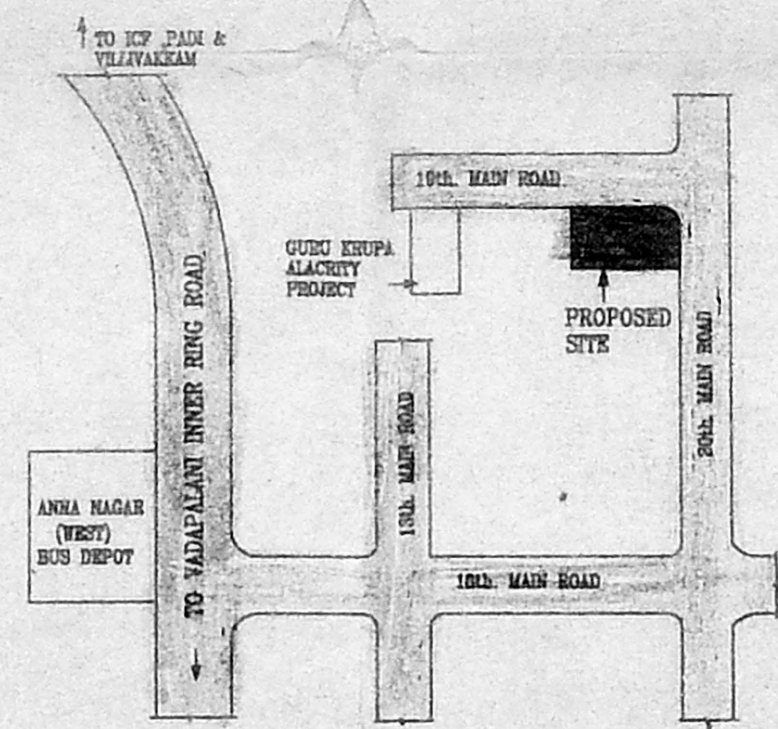 TO ICF PADI &
VILLIVAKKAM
19th. MAIN ROAD.
GURU KRUPA
ALACRITY
PROJECT
PROPOSED
SITE
TO VADAPALANI INNER RING ROAD
13th. MAIN ROAD
20th. MAIN ROAD
ANNA NAGAR
(WEST)
BUS DEPOT
18th. MAIN ROAD